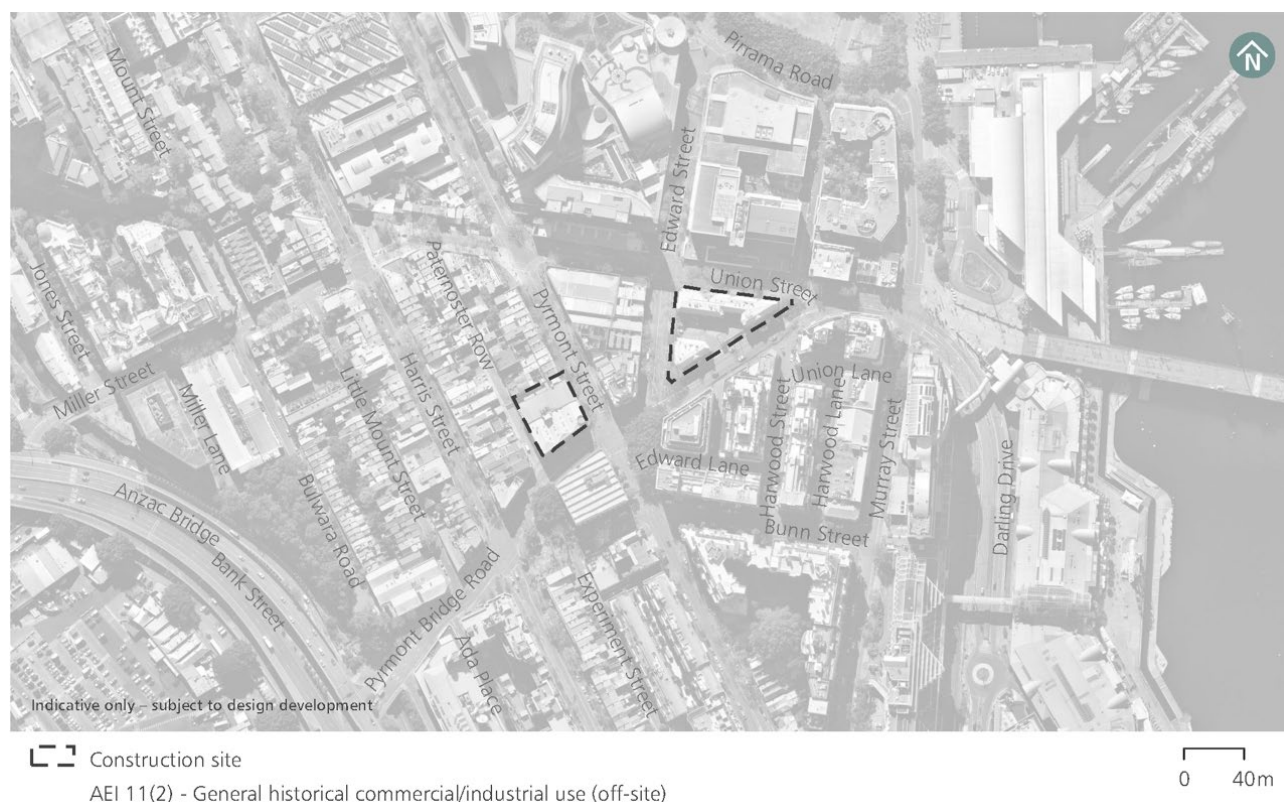 Pirrama Road
N
Mount Street
Edward Street
Union Street
Jones Street
Paternoster Row
Pyrmont Street
Miller Street
Miller Lane
Little Mount Street
Harris Street
Union Lane
Harwood Street
Harwood Lane
Murray Street
Edward Lane
Bulwara Road
Anzac Bridge
Bank Street
Bunn Street
Darling Drive
Pyrmont Bridge Road
Experiment Street
Ada Place
Indicative only – subject to design development
Construction site
0 40m
AEI 11(2) - General historical commercial/industrial use (off-site)